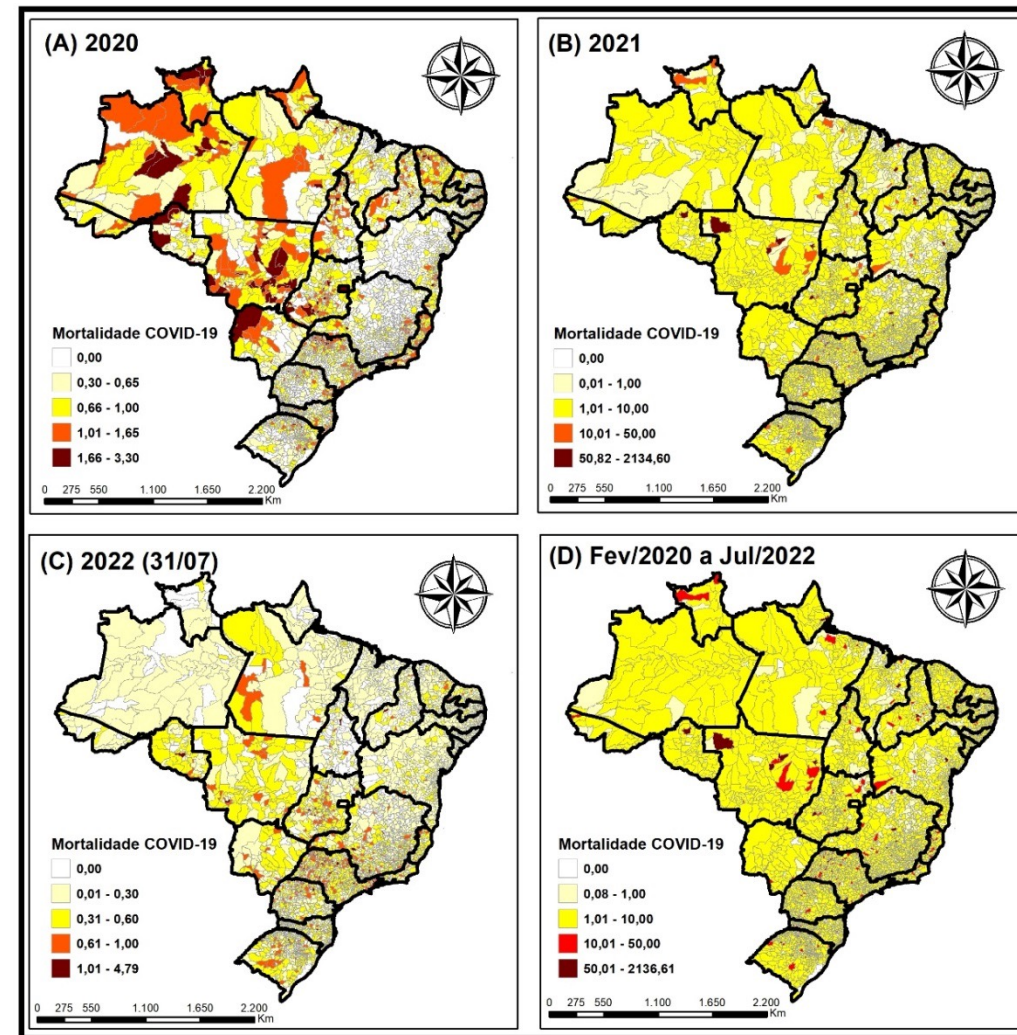 (A) 2020
Mortalidade COVID-19
0,00
0,30 - 0,65
0,66 - 1,00
1,01 - 1,65
1,66 - 3,30
0 275 550 1.100 1.650 2.200
Km
(B) 2021
Mortalidade COVID-19
0,00
0,01 - 1,00
1,01 - 10,00
10,01 - 50,00
50,82 - 2134,60
0 275 550 1.100 1.650 2.200
Km
(C) 2022 (31/07)
Mortalidade COVID-19
0,00
0,01 - 0,30
0,31 - 0,60
0,61 - 1,00
1,01 - 4,79
0 275 550 1.100 1.650 2.200
Km
(D) Fev/2020 a Jul/2022
Mortalidade COVID-19
0,00
0,08 - 1,00
1,01 - 10,00
10,01 - 50,00
50,01 - 2136,61
0 275 550 1.100 1.650 2.200
Km